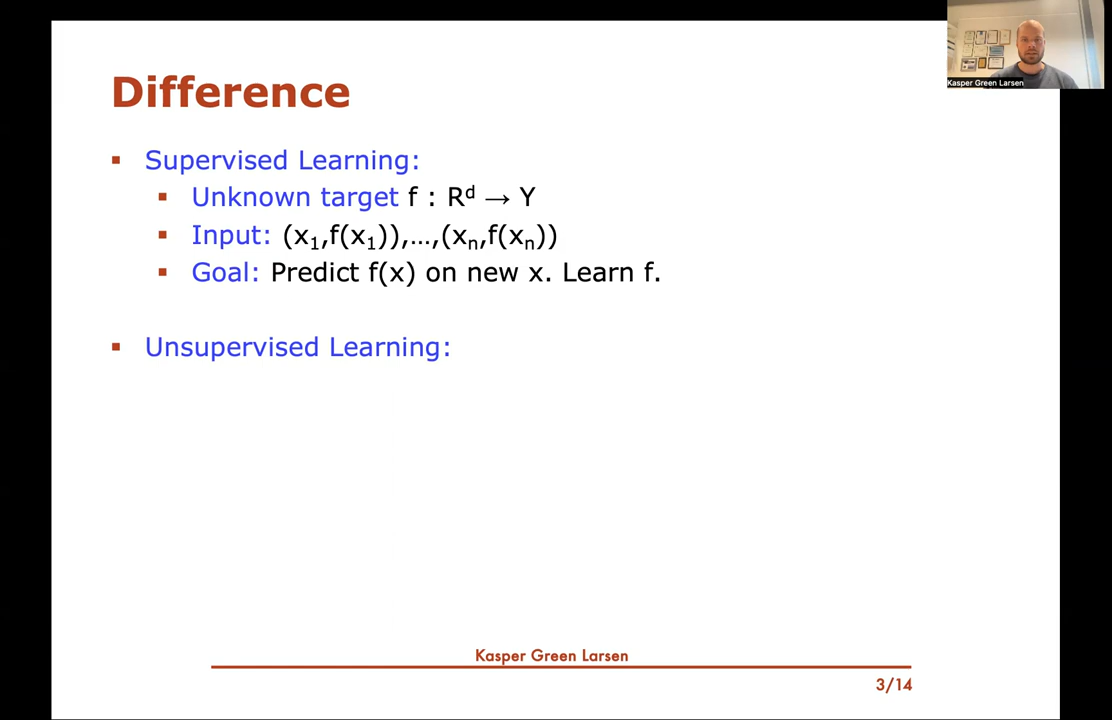 Kasper Green Larsen
Difference
▪ Supervised Learning:
▪ Unknown target f : Rᵈ → Y
▪ Input: (x₁,f(x₁)),…,(xₙ,f(xₙ))
▪ Goal: Predict f(x) on new x. Learn f.
▪ Unsupervised Learning:
Kasper Green Larsen
3/14